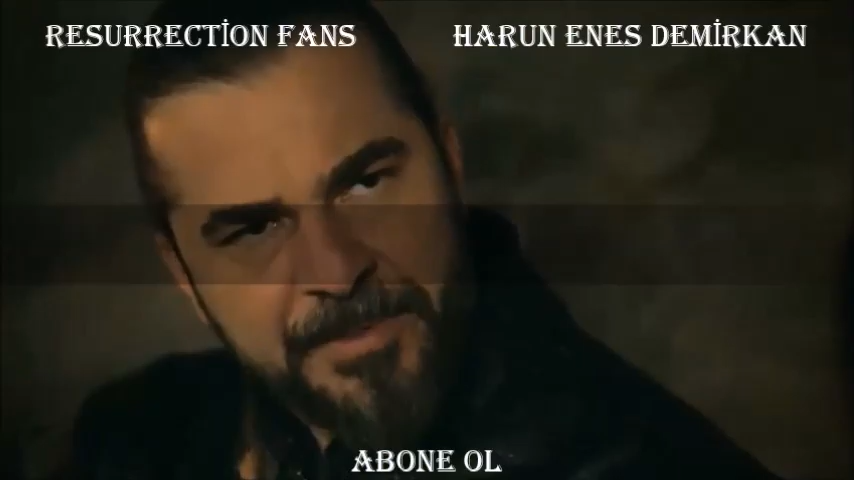 RESURRECTİON FANS
HARUN ENES DEMİRKAN
ABONE OL